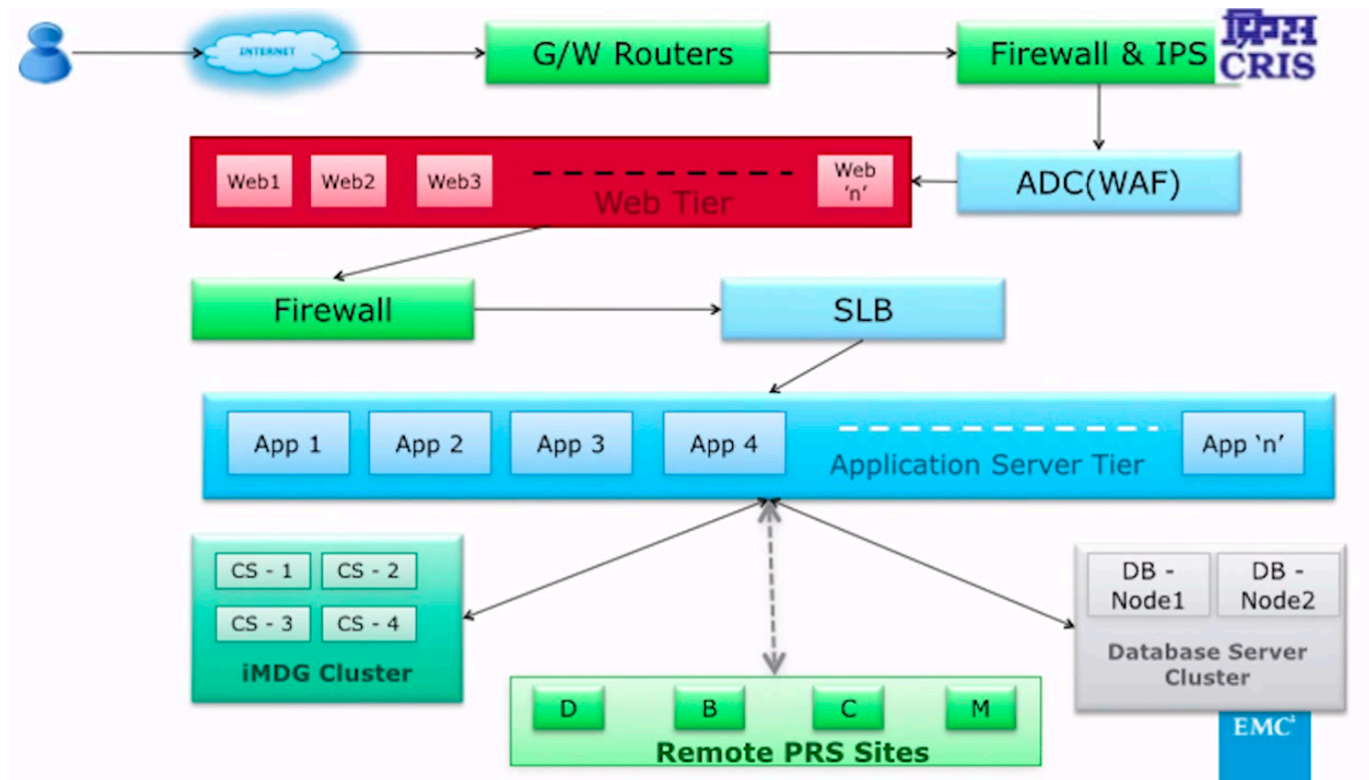 INTERNET
G/W Routers
Firewall & IPS
क्रिस
CRIS
Web1
Web2
Web3
Web
‘n’
Web Tier
ADC(WAF)
Firewall
SLB
App 1
App 2
App 3
App 4
App ‘n’
Application Server Tier
CS - 1
CS - 2
CS - 3
CS - 4
iMDG Cluster
DB -
Node1
DB -
Node2
Database Server
Cluster
D
B
C
M
Remote PRS Sites
EMC²